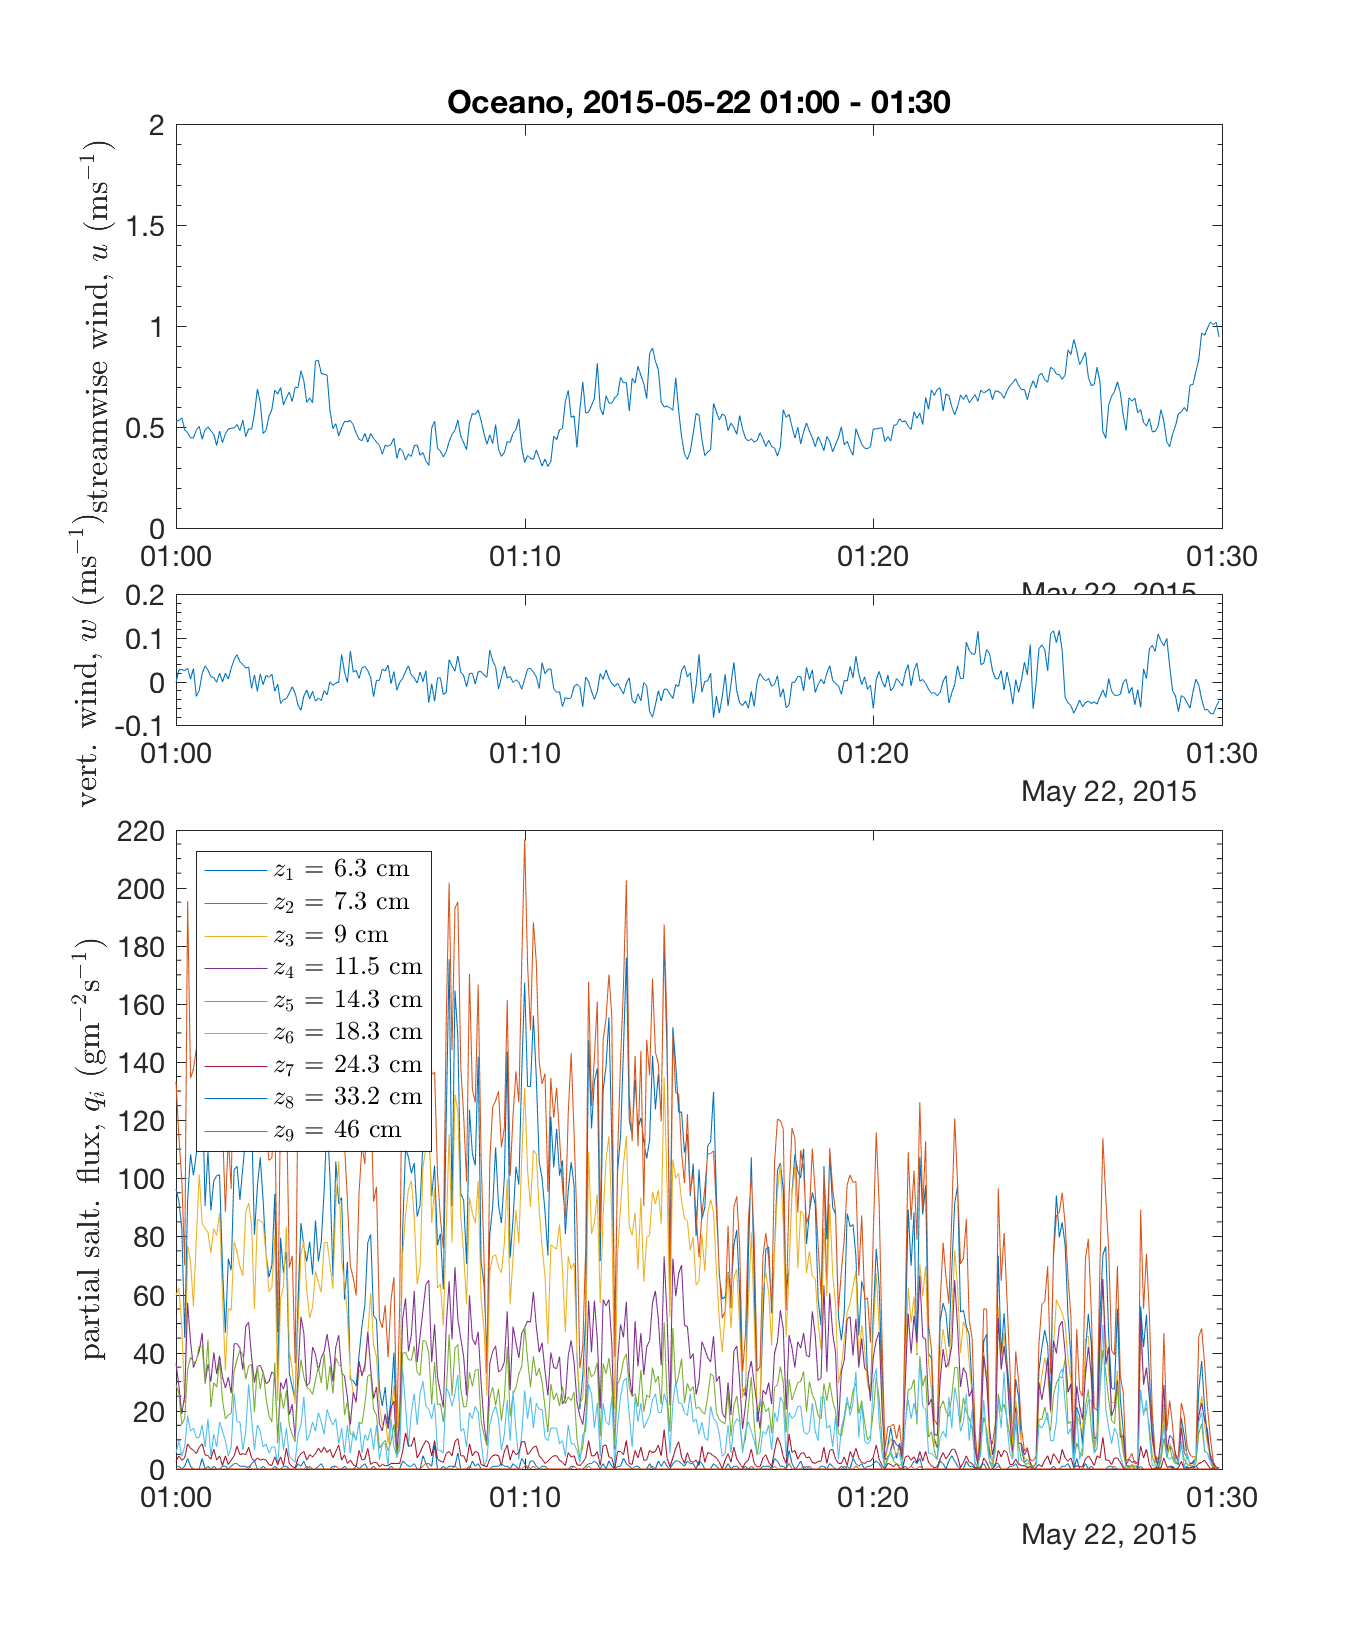 Oceano, 2015-05-22 01:00 - 01:30
streamwise wind, u (ms⁻¹)
2
1.5
1
0.5
0
01:00 01:10 01:20 01:30
May 22, 2015
vert. wind, w (ms⁻¹)
0.2
0.1
0
-0.1
01:00 01:10 01:20 01:30
May 22, 2015
partial salt. flux, qᵢ (gm⁻²s⁻¹)
220
200
180
160
140
120
100
80
60
40
20
0
z₁ = 6.3 cm
z₂ = 7.3 cm
z₃ = 9 cm
z₄ = 11.5 cm
z₅ = 14.3 cm
z₆ = 18.3 cm
z₇ = 24.3 cm
z₈ = 33.2 cm
z₉ = 46 cm
01:00 01:10 01:20 01:30
May 22, 2015